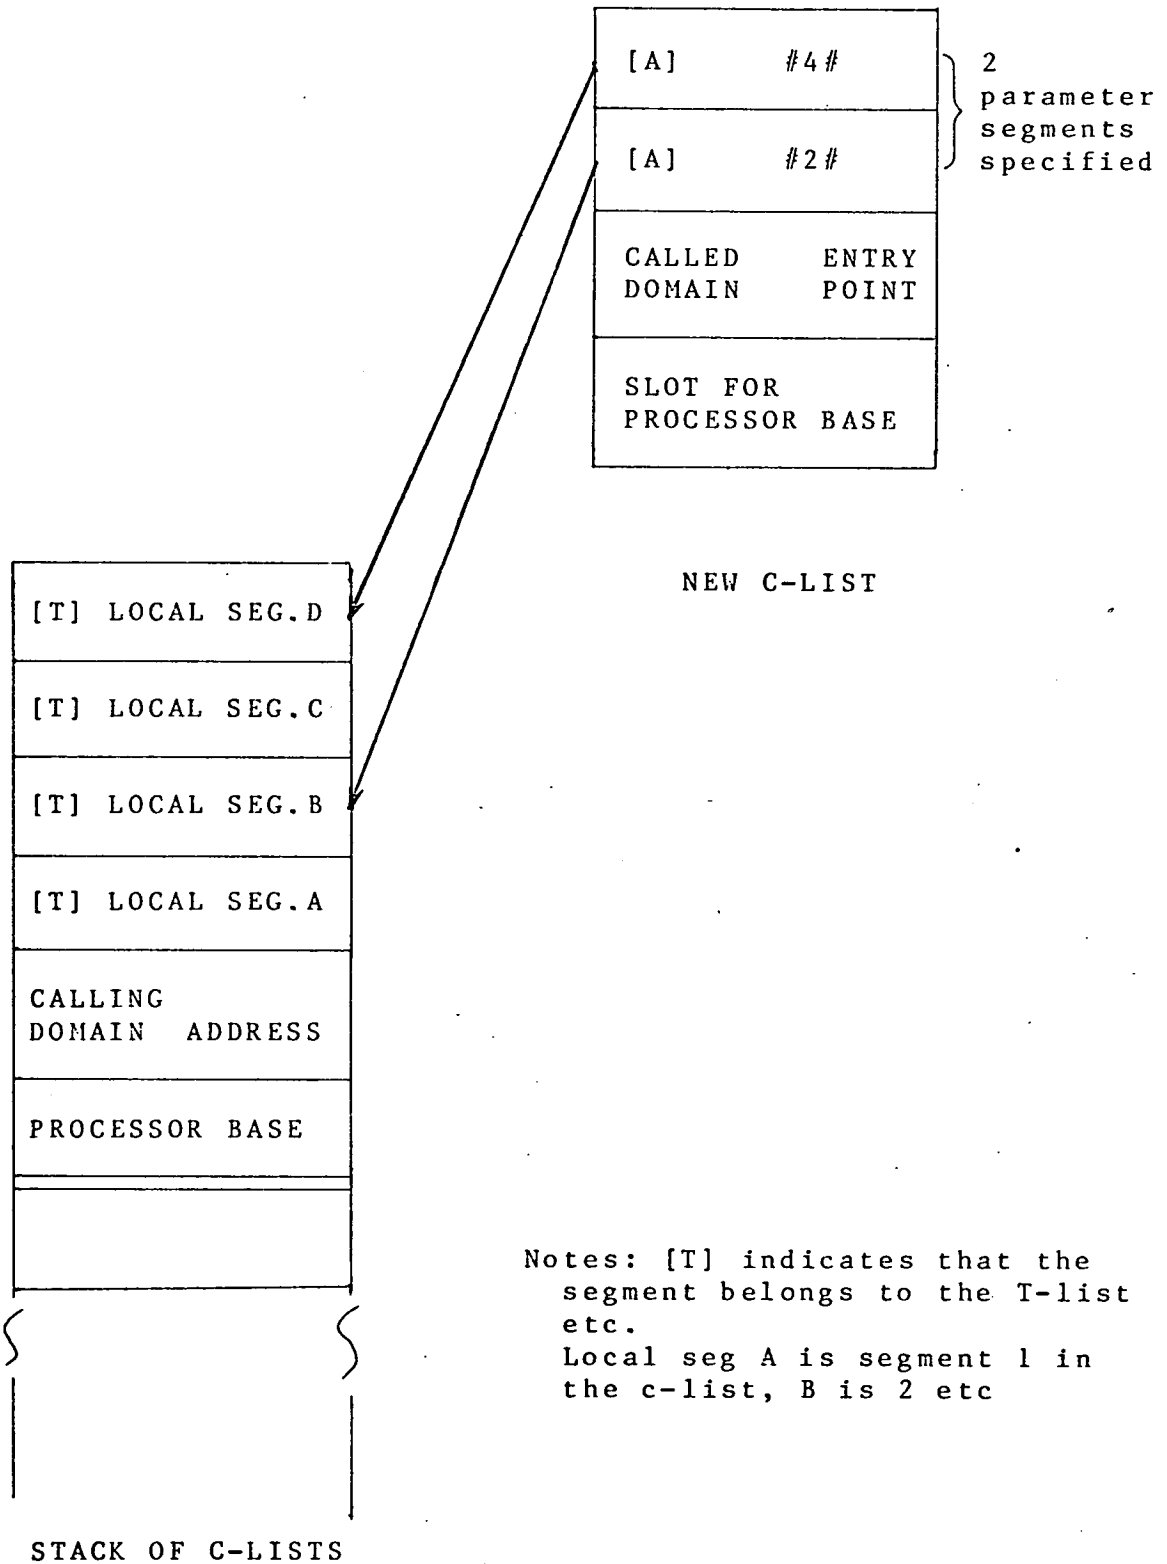 [A] #4#
[A] #2#
2
parameter
segments
specified
CALLED ENTRY
DOMAIN POINT
SLOT FOR
PROCESSOR BASE
NEW C-LIST
[T] LOCAL SEG.D
[T] LOCAL SEG.C
[T] LOCAL SEG.B
[T] LOCAL SEG.A
CALLING
DOMAIN ADDRESS
PROCESSOR BASE
Notes: [T] indicates that the
segment belongs to the T-list
etc.
Local seg A is segment 1 in
the c-list, B is 2 etc
STACK OF C-LISTS